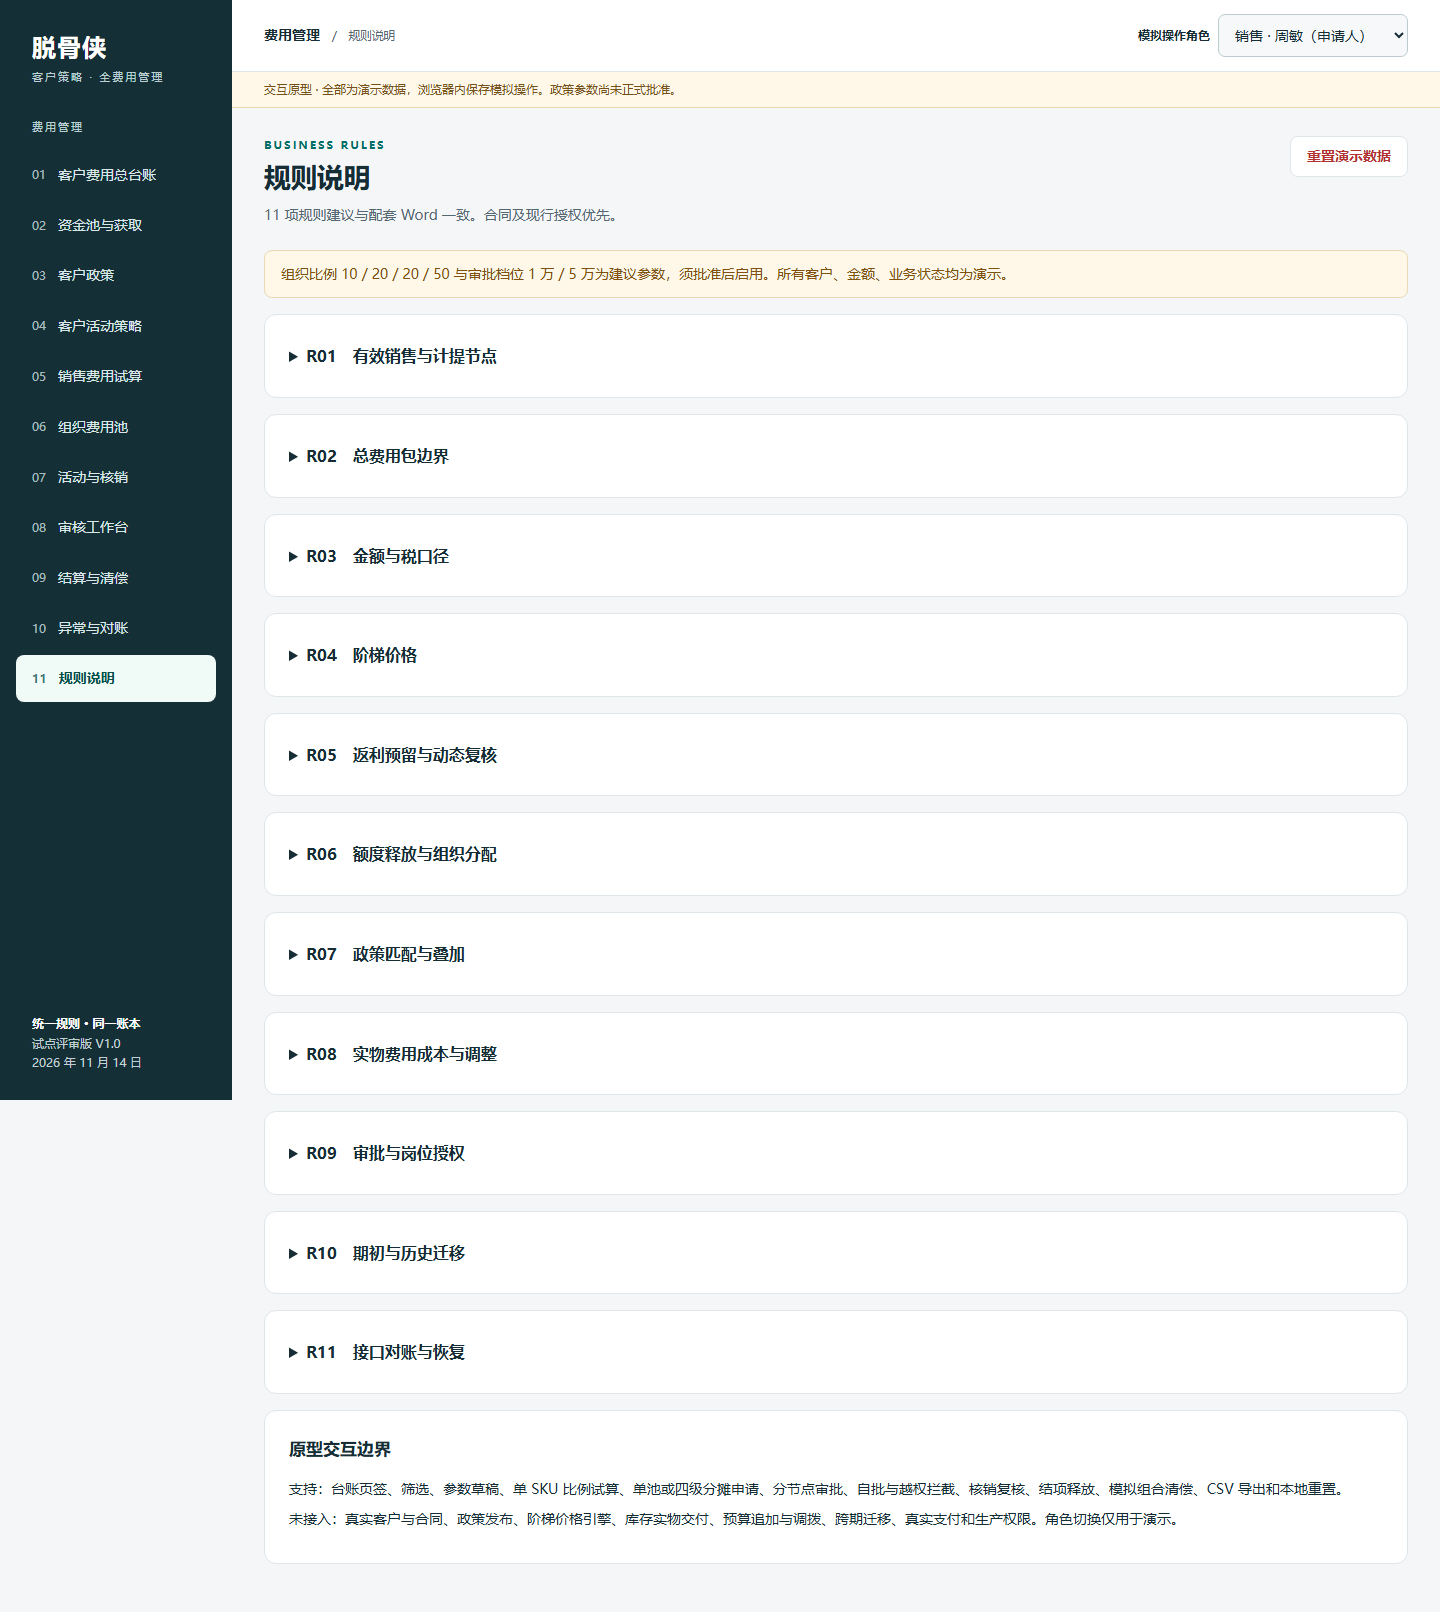 脱骨侠
客户策略 · 全费用管理
费用管理
01 客户费用总台账
02 资金池与获取
03 客户政策
04 客户活动策略
05 销售费用试算
06 组织费用池
07 活动与核销
08 审核工作台
09 结算与清偿
10 异常与对账
11 规则说明
统一规则 · 同一账本
试点评审版 V1.0
2026 年 11 月 14 日
费用管理 / 规则说明
模拟操作角色 销售 · 周敏（申请人）
交互原型 · 全部为演示数据，浏览器内保存模拟操作。政策参数尚未正式批准。
BUSINESS RULES
规则说明
11 项规则建议与配套 Word 一致。合同及现行授权优先。
重置演示数据
组织比例 10 / 20 / 20 / 50 与审批档位 1 万 / 5 万为建议参数，须批准后启用。所有客户、金额、业务状态均为演示。
▶ R01 有效销售与计提节点
▶ R02 总费用包边界
▶ R03 金额与税口径
▶ R04 阶梯价格
▶ R05 返利预留与动态复核
▶ R06 额度释放与组织分配
▶ R07 政策匹配与叠加
▶ R08 实物费用成本与调整
▶ R09 审批与岗位授权
▶ R10 期初与历史迁移
▶ R11 接口对账与恢复
原型交互边界
支持：台账页签、筛选、参数草稿、单 SKU 比例试算、单池或四级分摊申请、分节点审批、自批与越权拦截、核销复核、结项释放、模拟组合清偿、CSV 导出和本地重置。
未接入：真实客户与合同、政策发布、阶梯价格引擎、库存实物交付、预算追加与调拨、跨期迁移、真实支付和生产权限。角色切换仅用于演示。